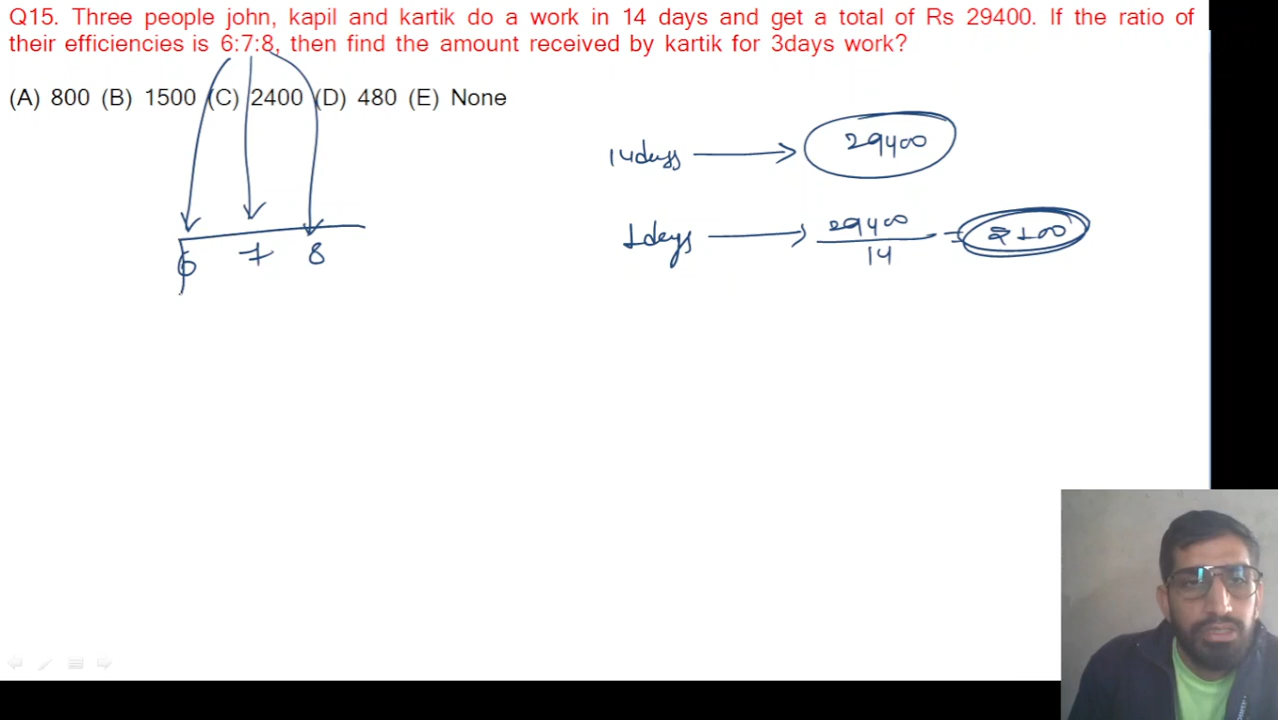 Q15. Three people john, kapil and kartik do a work in 14 days and get a total of Rs 29400. If the ratio of
their efficiencies is 6:7:8, then find the amount received by kartik for 3days work?
(A) 800 (B) 1500 (C) 2400 (D) 480 (E) None
14days 29400
1days 29400 = 2100
14
6 7 8